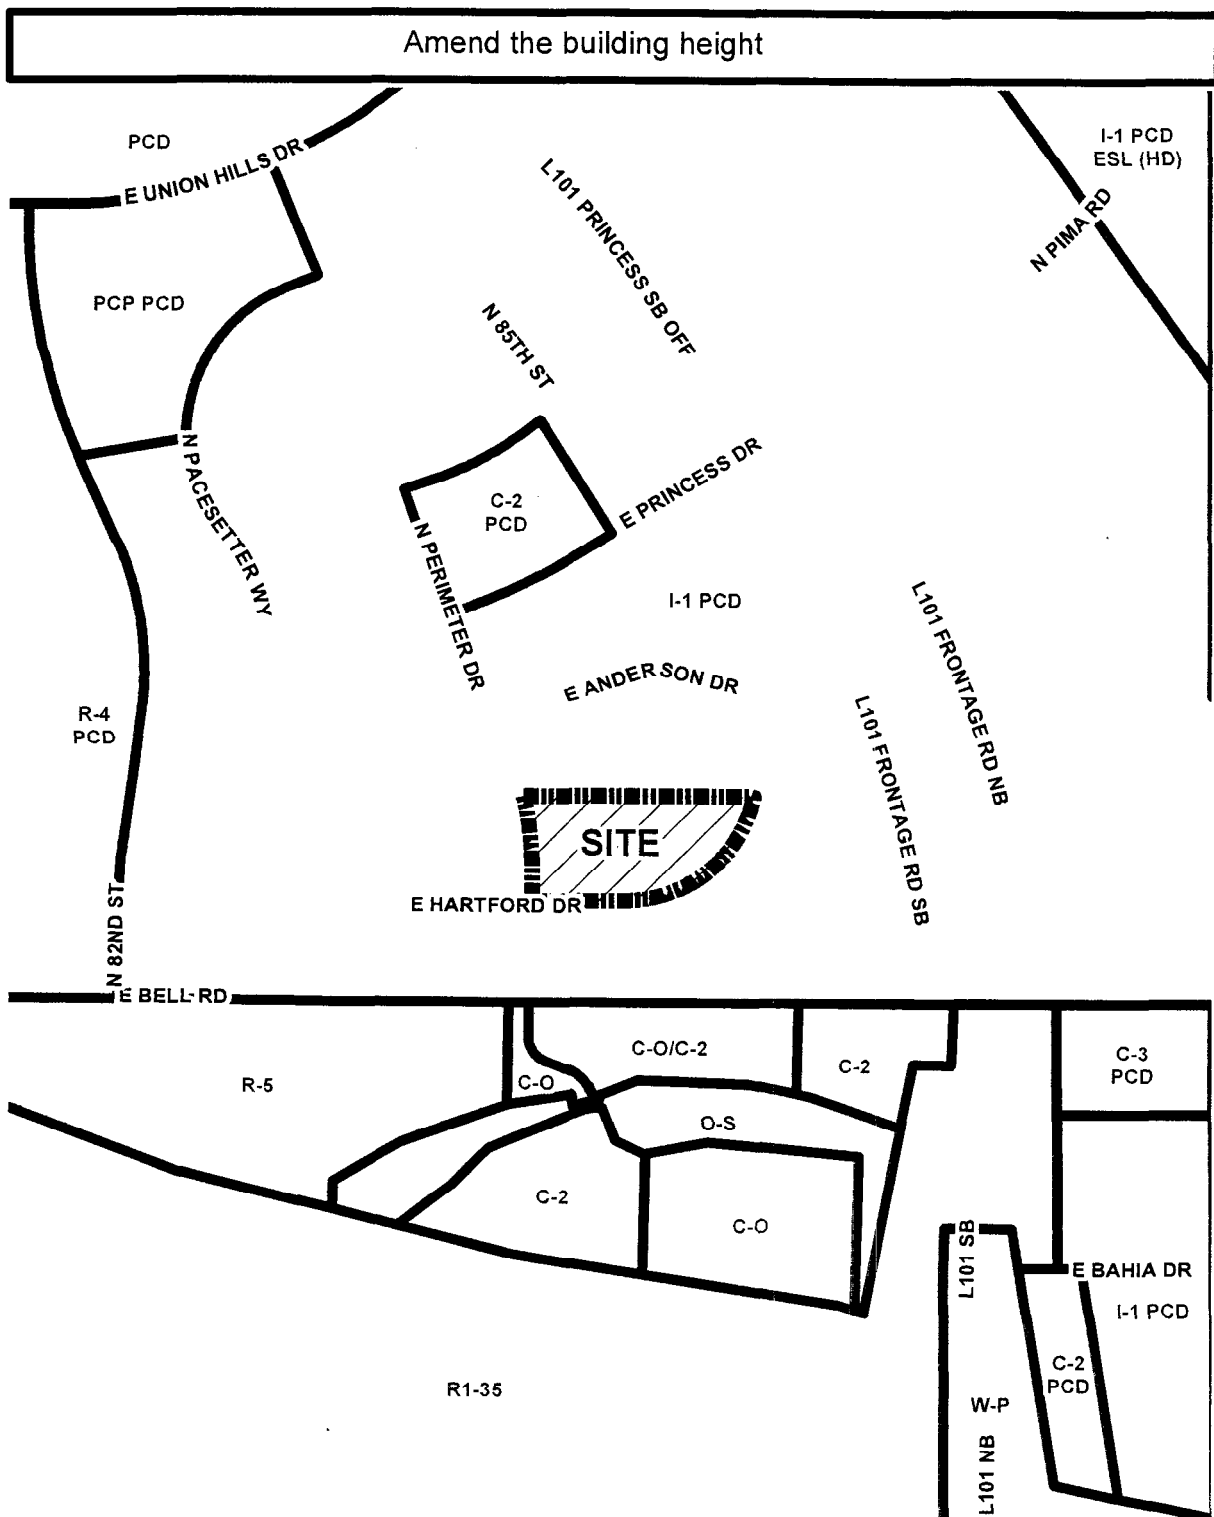 Amend the building height
PCD
I-1 PCD
ESL (HD)
E UNION HILLS DR
L101 PRINCESS SB OFF
N PIMA RD
PCP PCD
N 85TH ST
N PACESETTER WY
E PRINCESS DR
C-2
PCD
N PERIMETER DR
I-1 PCD
L101 FRONTAGE RD NB
E ANDERSON DR
R-4
PCD
L101 FRONTAGE RD SB
SITE
E HARTFORD DR
N 82ND ST
E BELL RD
C-O/C-2
C-2
C-3
PCD
R-5
C-O
O-S
C-2
C-O
L101 SB
E BAHIA DR
I-1 PCD
C-2
PCD
R1-35
W-P
L101 NB